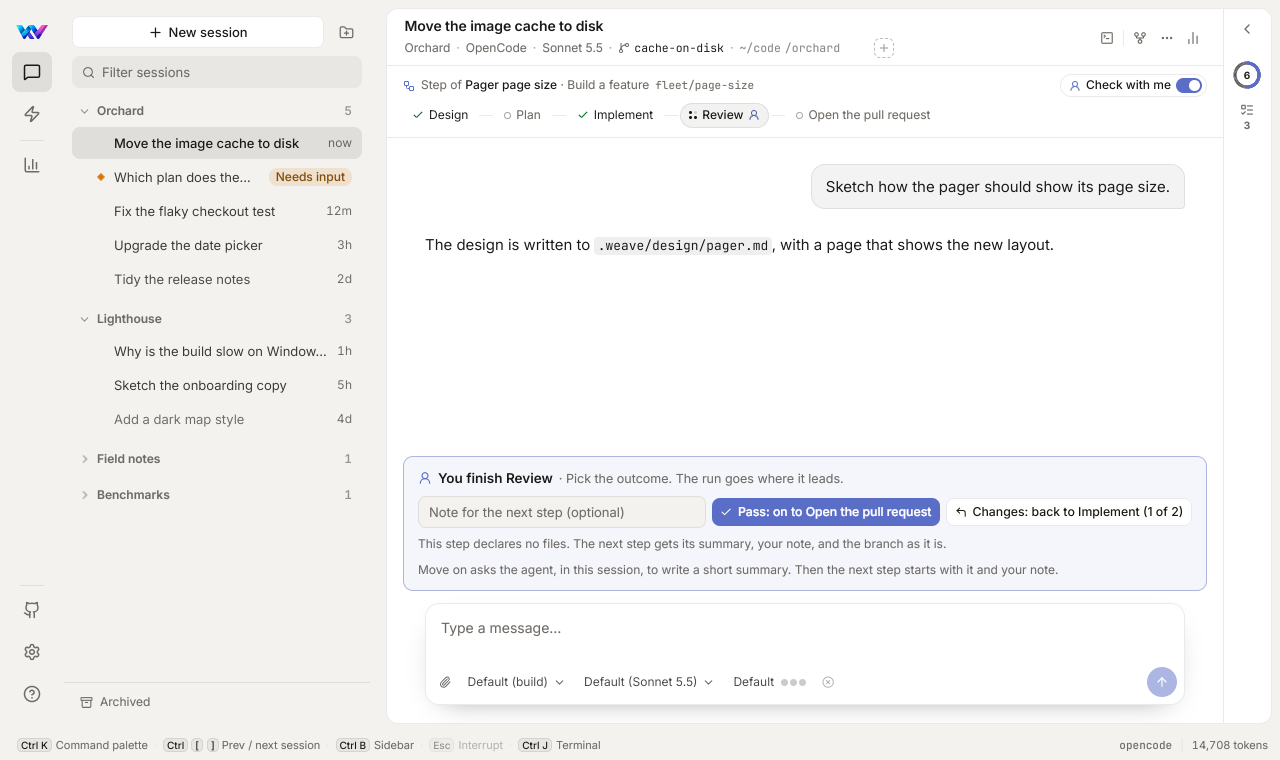 New session
Filter sessions
Orchard 5
Move the image cache to disk now
Which plan does the... Needs input
Fix the flaky checkout test 12m
Upgrade the date picker 3h
Tidy the release notes 2d
Lighthouse 3
Why is the build slow on Window... 1h
Sketch the onboarding copy 5h
Add a dark map style 4d
Field notes 1
Benchmarks 1
Archived
Move the image cache to disk
Orchard · OpenCode · Sonnet 5.5 · cache-on-disk · ~/code /orchard
Step of Pager page size · Build a feature fleet/page-size
Check with me
Design Plan Implement Review Open the pull request
6
3
Sketch how the pager should show its page size.
The design is written to .weave/design/pager.md, with a page that shows the new layout.
You finish Review · Pick the outcome. The run goes where it leads.
Note for the next step (optional) Pass: on to Open the pull request Changes: back to Implement (1 of 2)
This step declares no files. The next step gets its summary, your note, and the branch as it is.
Move on asks the agent, in this session, to write a short summary. Then the next step starts with it and your note.
Type a message...
Default (build) Default (Sonnet 5.5) Default
Ctrl K Command palette · Ctrl [ ] Prev / next session · Ctrl B Sidebar · Esc Interrupt · Ctrl J Terminal
opencode 14,708 tokens